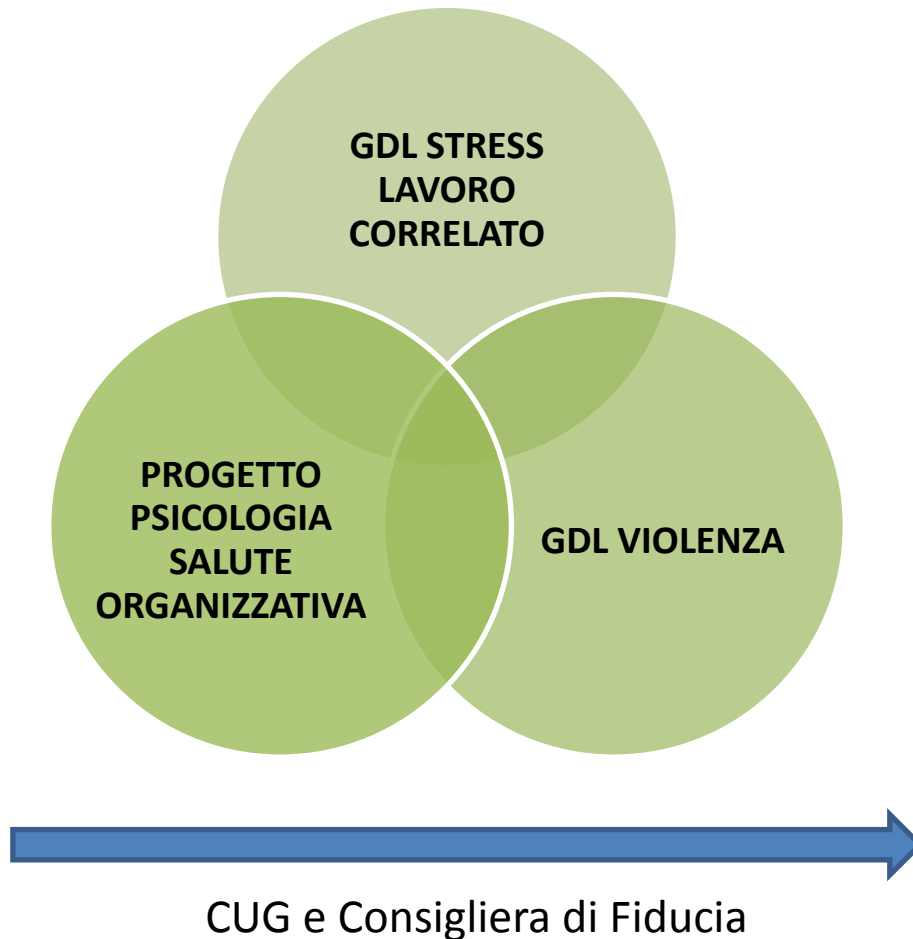 GDL STRESS
LAVORO
CORRELATO
PROGETTO
PSICOLOGIA
SALUTE
ORGANIZZATIVA
GDL VIOLENZA
CUG e Consigliera di Fiducia